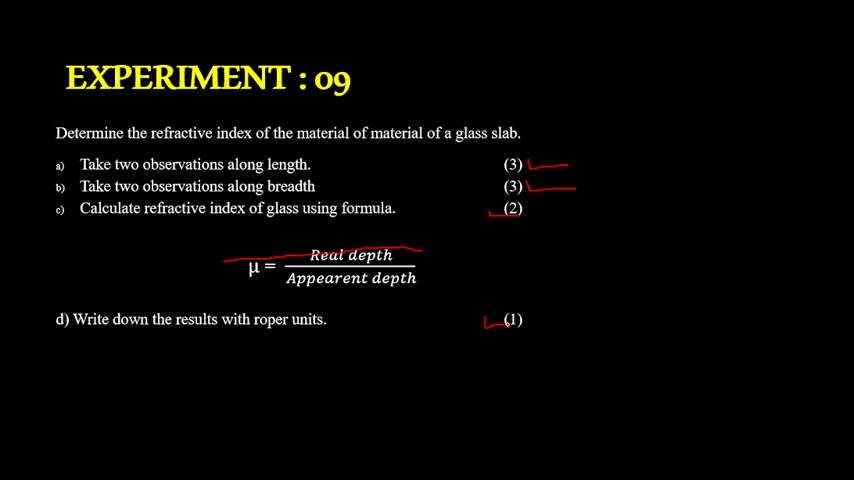 EXPERIMENT : 09
Determine the refractive index of the material of material of a glass slab.
a) Take two observations along length. (3)
b) Take two observations along breadth (3)
c) Calculate refractive index of glass using formula. (2)
μ = Real depth / Appearent depth
d) Write down the results with roper units. (1)